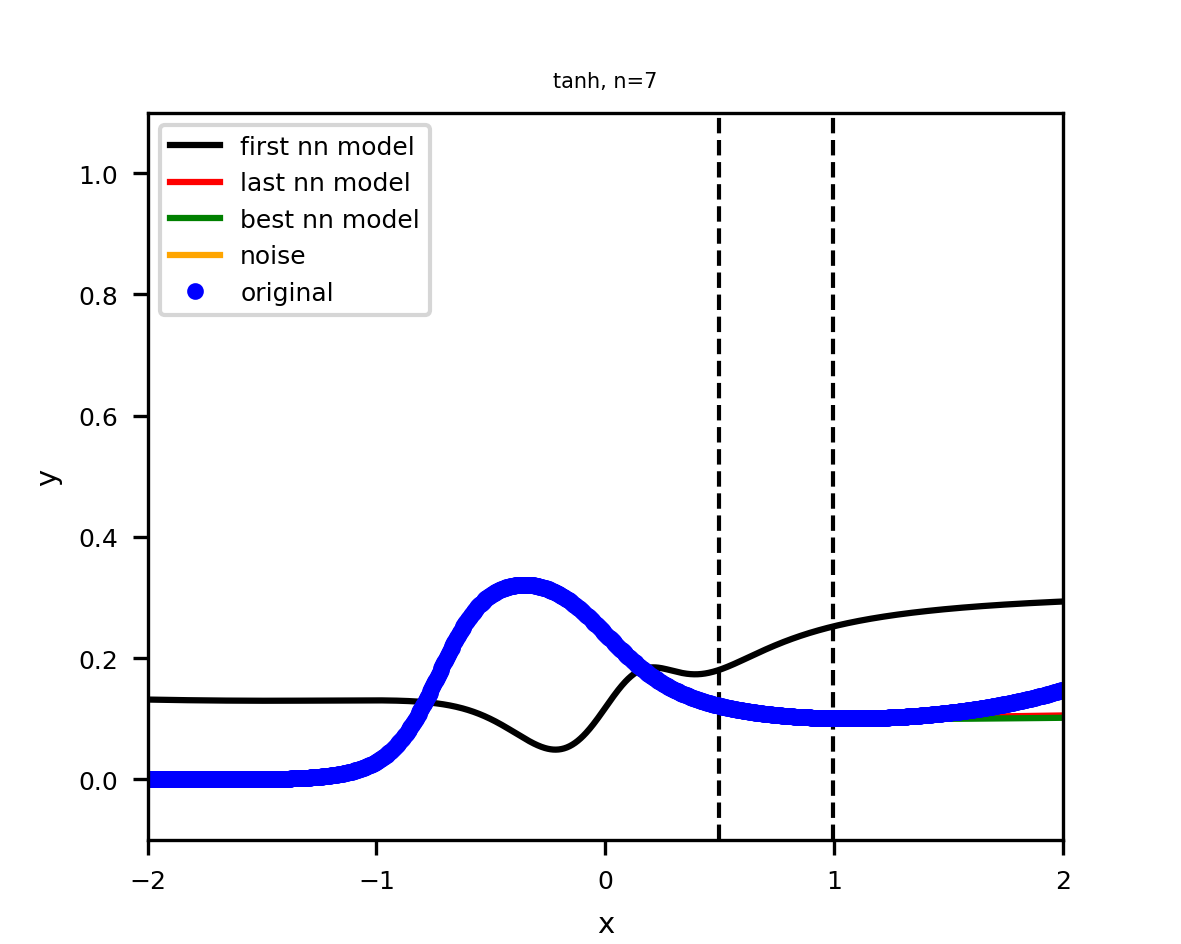 tanh, n=7
first nn model
last nn model
best nn model
noise
original
1.0
0.8
0.6
0.4
0.2
0.0
y
−2
−1
0
1
2
x